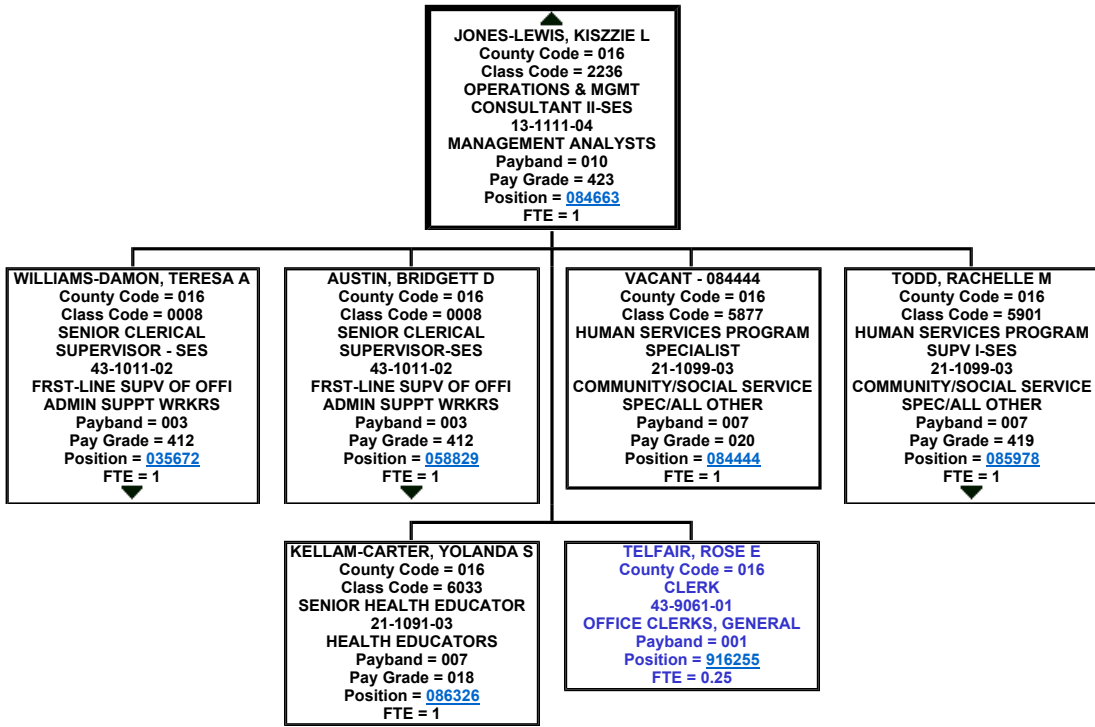 JONES-LEWIS, KISZZIE L
County Code = 016
Class Code = 2236
OPERATIONS & MGMT
CONSULTANT II-SES
13-1111-04
MANAGEMENT ANALYSTS
Payband = 010
Pay Grade = 423
Position = 084663
FTE = 1
WILLIAMS-DAMON, TERESA A
County Code = 016
Class Code = 0008
SENIOR CLERICAL
SUPERVISOR - SES
43-1011-02
FRST-LINE SUPV OF OFFI
ADMIN SUPPT WRKRS
Payband = 003
Pay Grade = 412
Position = 035672
FTE = 1
AUSTIN, BRIDGETT D
County Code = 016
Class Code = 0008
SENIOR CLERICAL
SUPERVISOR-SES
43-1011-02
FRST-LINE SUPV OF OFFI
ADMIN SUPPT WRKRS
Payband = 003
Pay Grade = 412
Position = 058829
FTE = 1
VACANT - 084444
County Code = 016
Class Code = 5877
HUMAN SERVICES PROGRAM
SPECIALIST
21-1099-03
COMMUNITY/SOCIAL SERVICE
SPEC/ALL OTHER
Payband = 007
Pay Grade = 020
Position = 084444
FTE = 1
TODD, RACHELLE M
County Code = 016
Class Code = 5901
HUMAN SERVICES PROGRAM
SUPV I-SES
21-1099-03
COMMUNITY/SOCIAL SERVICE
SPEC/ALL OTHER
Payband = 007
Pay Grade = 419
Position = 085978
FTE = 1
KELLAM-CARTER, YOLANDA S
County Code = 016
Class Code = 6033
SENIOR HEALTH EDUCATOR
21-1091-03
HEALTH EDUCATORS
Payband = 007
Pay Grade = 018
Position = 086326
FTE = 1
TELFAIR, ROSE E
County Code = 016
CLERK
43-9061-01
OFFICE CLERKS, GENERAL
Payband = 001
Position = 916255
FTE = 0.25